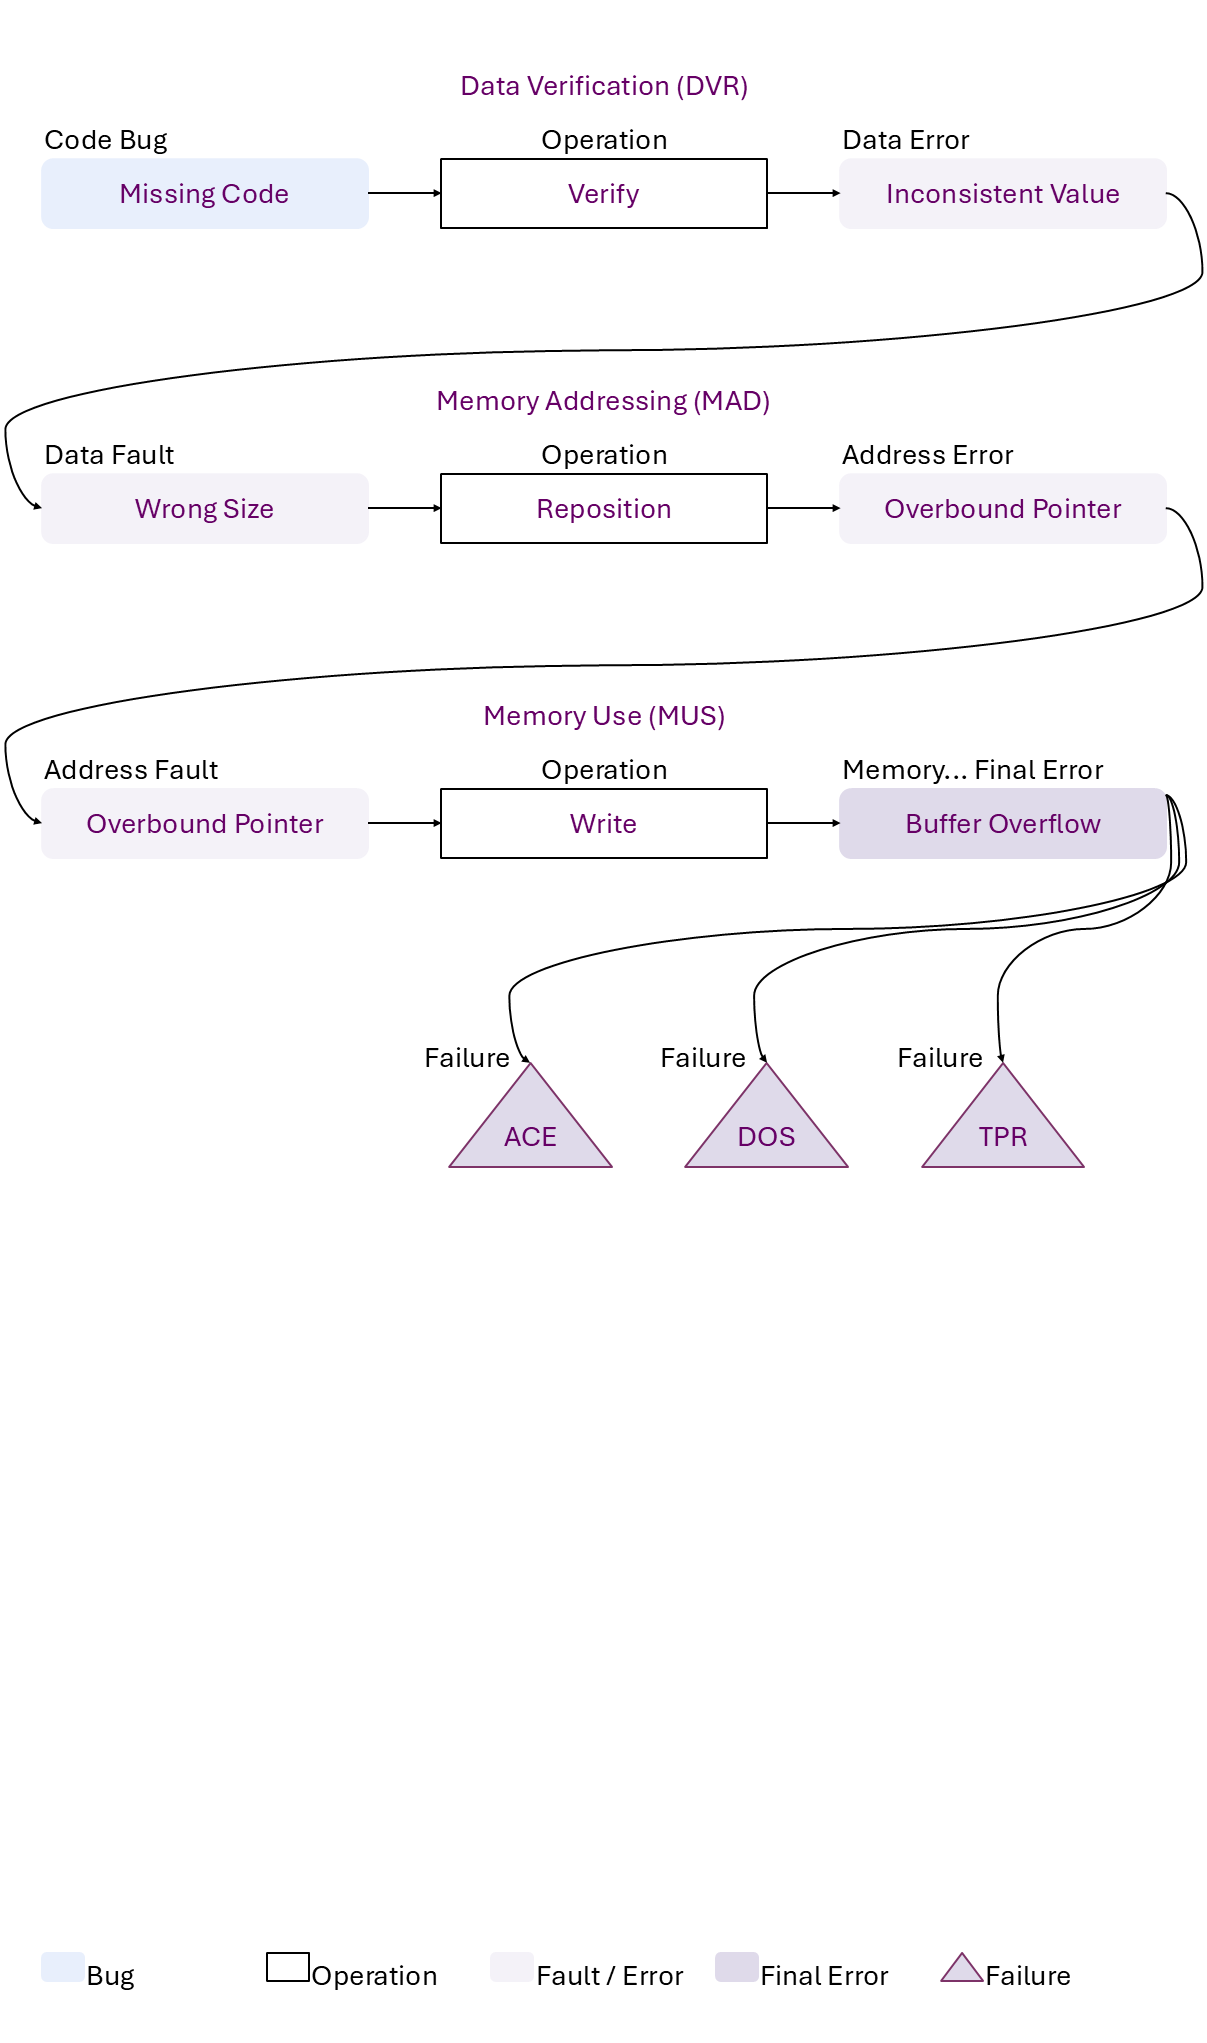 Data Verification (DVR)
Code Bug
Operation
Data Error
Missing Code
Verify
Inconsistent Value
Memory Addressing (MAD)
Data Fault
Operation
Address Error
Wrong Size
Reposition
Overbound Pointer
Memory Use (MUS)
Address Fault
Operation
Memory... Final Error
Overbound Pointer
Write
Buffer Overflow
Failure
Failure
Failure
ACE
DOS
TPR
Bug
Operation
Fault / Error
Final Error
Failure